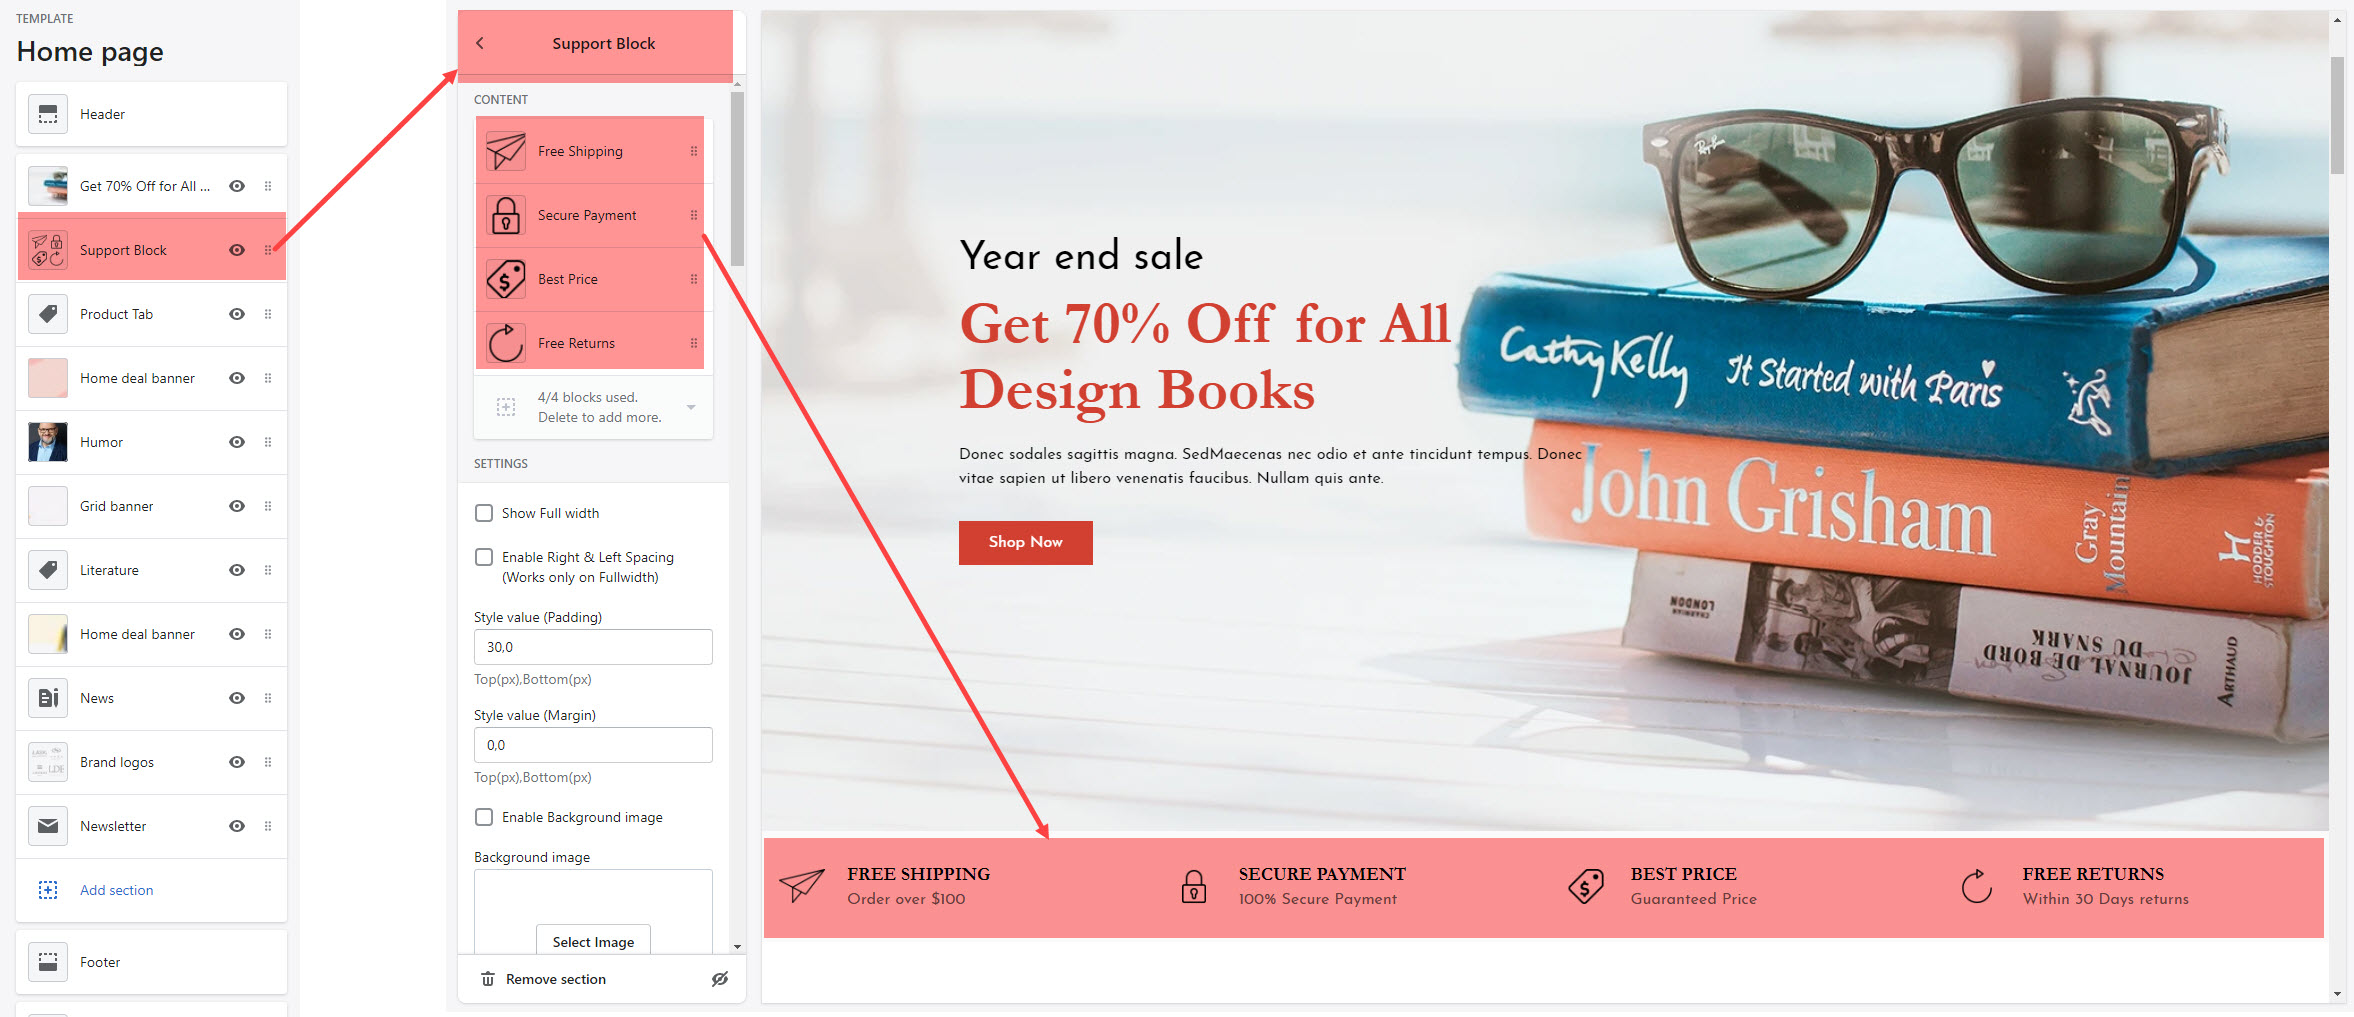 TEMPLATE
Home page
Header
Get 70% Off for All ...
Support Block
Product Tab
Home deal banner
Humor
Grid banner
Literature
Home deal banner
News
Brand logos
Newsletter
Add section
Footer
Support Block
CONTENT
Free Shipping
Secure Payment
Best Price
Free Returns
4/4 blocks used.
Delete to add more.
SETTINGS
Show Full width
Enable Right & Left Spacing
(Works only on Fullwidth)
Style value (Padding)
30,0
Top(px),Bottom(px)
Style value (Margin)
0,0
Top(px),Bottom(px)
Enable Background image
Background image
Select Image
Remove section
Year end sale
Get 70% Off for All
Design Books
Donec sodales sagittis magna. SedMaecenas nec odio et ante tincidunt tempus. Donec
vitae sapien ut libero venenatis faucibus. Nullam quis ante.
Shop Now
Ray-Ban
Cathy Kelly It Started with Paris
John Grisham
Gray
Mountain
HODDER &
STOUGHTON
LONDON
JOURNAL DE BORD
DU SNARK
ARTHAUD
FREE SHIPPING
Order over $100
SECURE PAYMENT
100% Secure Payment
BEST PRICE
Guaranteed Price
FREE RETURNS
Within 30 Days returns